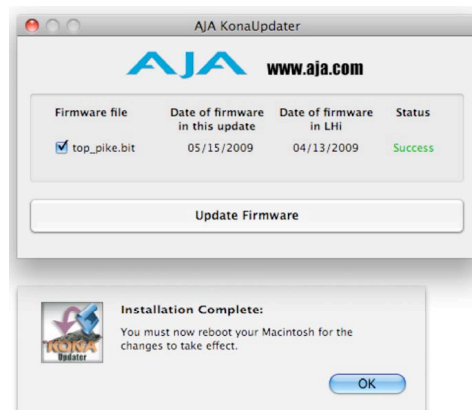 AJA KonaUpdater
AJA www.aja.com
Firmware file
Date of firmware in this update
Date of firmware in LHi
Status
top_pike.bit 05/15/2009 04/13/2009 Success
Update Firmware
KONA
Updater
Installation Complete:
You must now reboot your Macintosh for the
changes to take effect.
OK